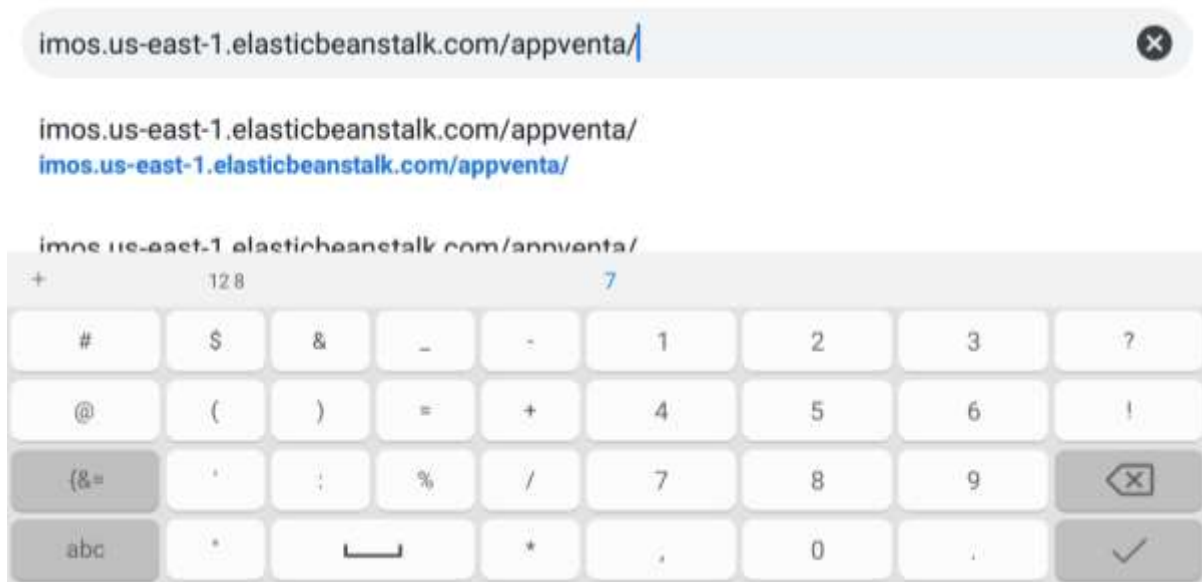 imos.us-east-1.elasticbeanstalk.com/appventa/
imos.us-east-1.elasticbeanstalk.com/appventa/
imos.us-east-1.elasticbeanstalk.com/appventa/
imos.us-east-1.elasticbeanstalk.com/appventa/
+ 12 8 7
# $ & _ - 1 2 3 ?
@ ( ) = + 4 5 6 !
{&= ' : % / 7 8 9
abc * , 0 .